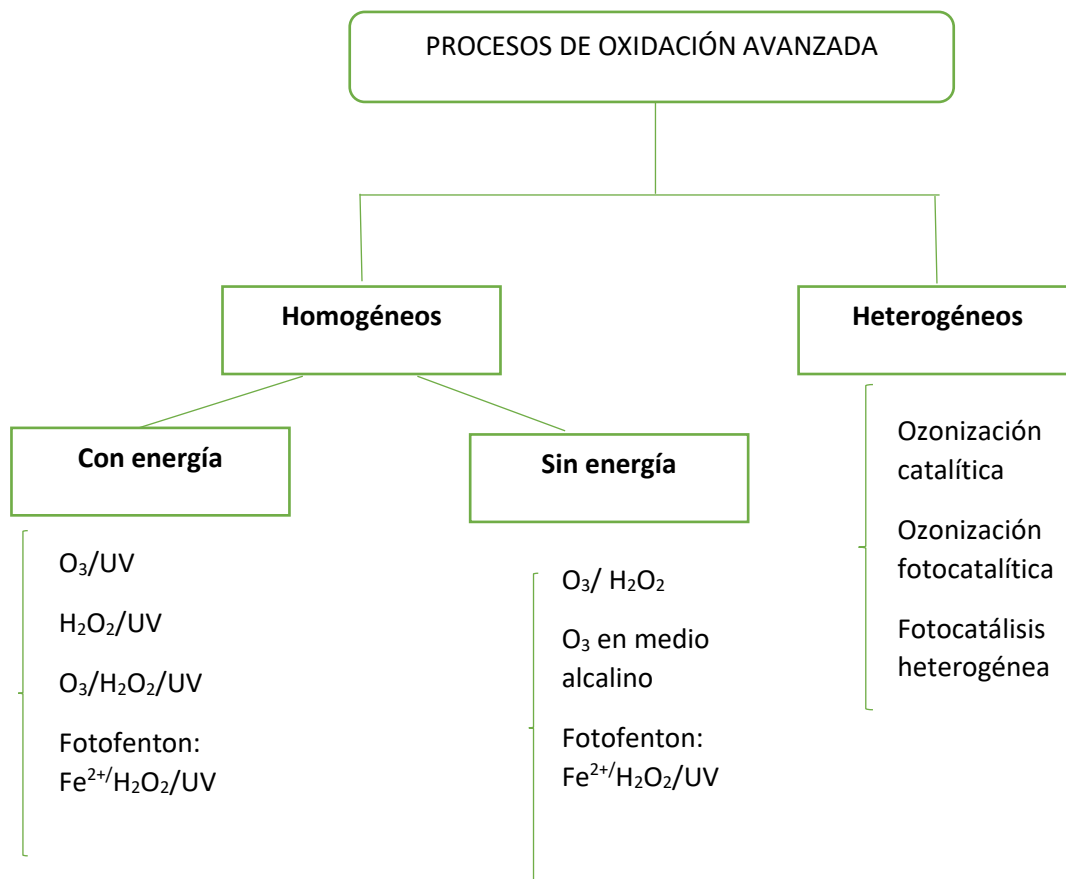 PROCESOS DE OXIDACIÓN AVANZADA
Homogéneos
Heterogéneos
Con energía
Sin energía
O₃/UV
H₂O₂/UV
O₃/H₂O₂/UV
Fotofenton:
Fe²⁺/H₂O₂/UV
O₃/ H₂O₂
O₃ en medio
alcalino
Fotofenton:
Fe²⁺/H₂O₂/UV
Ozonización
catalítica
Ozonización
fotocatalítica
Fotocatálisis
heterogénea